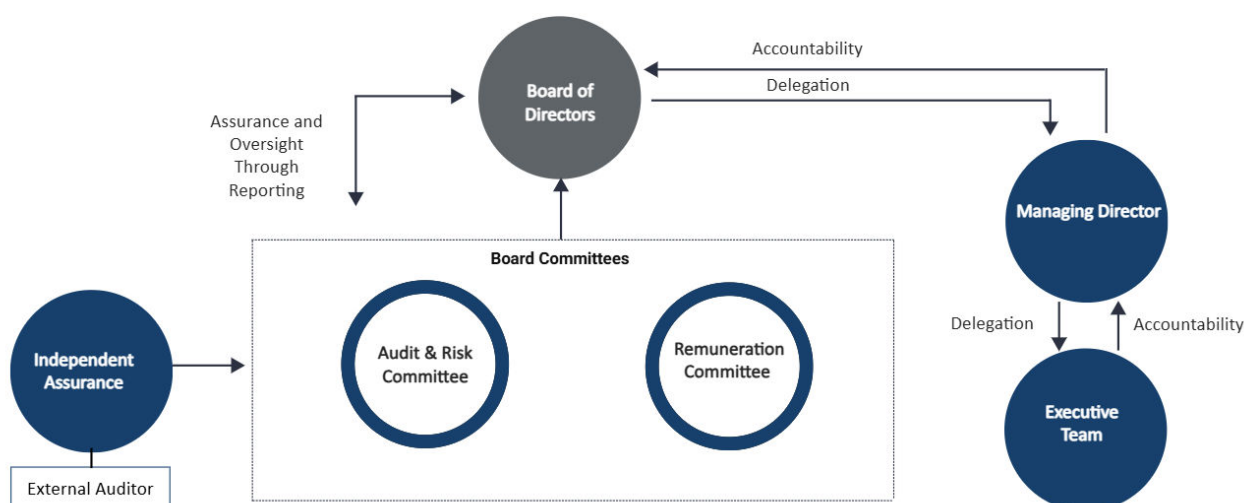 Accountability
Board of
Directors
Delegation
Assurance and
Oversight
Through
Reporting
Managing Director
Board Committees
Independent
Assurance
Audit & Risk
Committee
Remuneration
Committee
Delegation
Accountability
Executive
Team
External Auditor